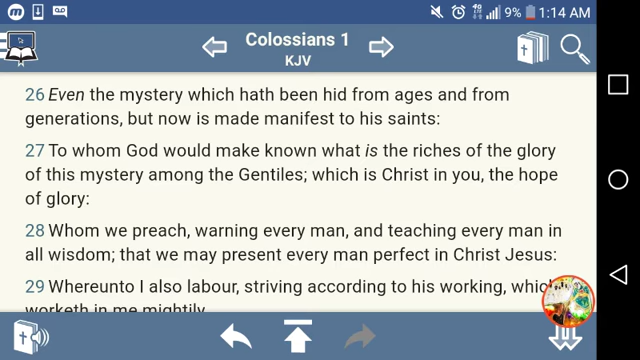 9% 1:14 AM
Colossians 1
KJV
26 Even the mystery which hath been hid from ages and from
generations, but now is made manifest to his saints:
27 To whom God would make known what is the riches of the glory
of this mystery among the Gentiles; which is Christ in you, the hope
of glory:
28 Whom we preach, warning every man, and teaching every man in
all wisdom; that we may present every man perfect in Christ Jesus:
29 Whereunto I also labour, striving according to his working,
worketh in me mightily.